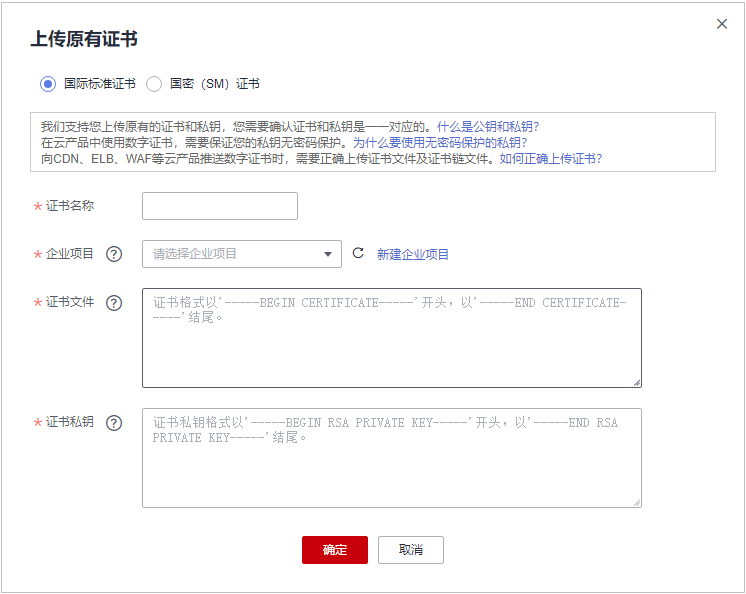 上传原有证书
国际标准证书 国密（SM）证书
我们支持您上传原有的证书和私钥，您需要确认证书和私钥是一一对应的。什么是公钥和私钥？
在云产品中使用数字证书，需要保证您的私钥无密码保护。为什么要使用无密码保护的私钥？
向CDN、ELB、WAF等云产品推送数字证书时，需要正确上传证书文件及证书链文件。如何正确上传证书？
* 证书名称
* 企业项目 ? 请选择企业项目 新建企业项目
* 证书文件 ? 证书格式以'-----BEGIN CERTIFICATE-----'开头，以'-----END CERTIFICATE-
----'结尾。
* 证书私钥 ? 证书私钥格式以'-----BEGIN RSA PRIVATE KEY-----'开头，以'-----END RSA
PRIVATE KEY-----'结尾。
确定 取消